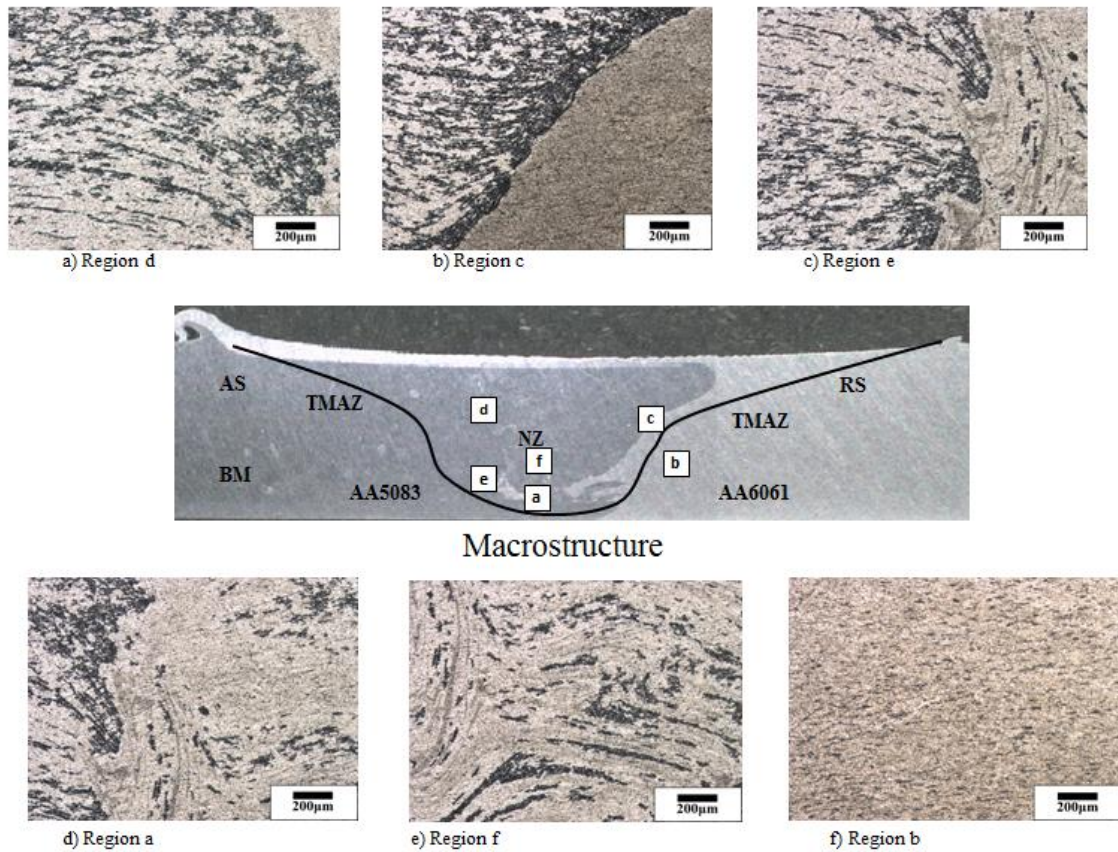 200µm
200µm
200µm
a) Region d
b) Region c
c) Region e
AS
RS
TMAZ
TMAZ
d
c
NZ
f
b
BM
e
AA5083
a
AA6061
Macrostructure
200µm
200µm
200µm
d) Region a
e) Region f
f) Region b